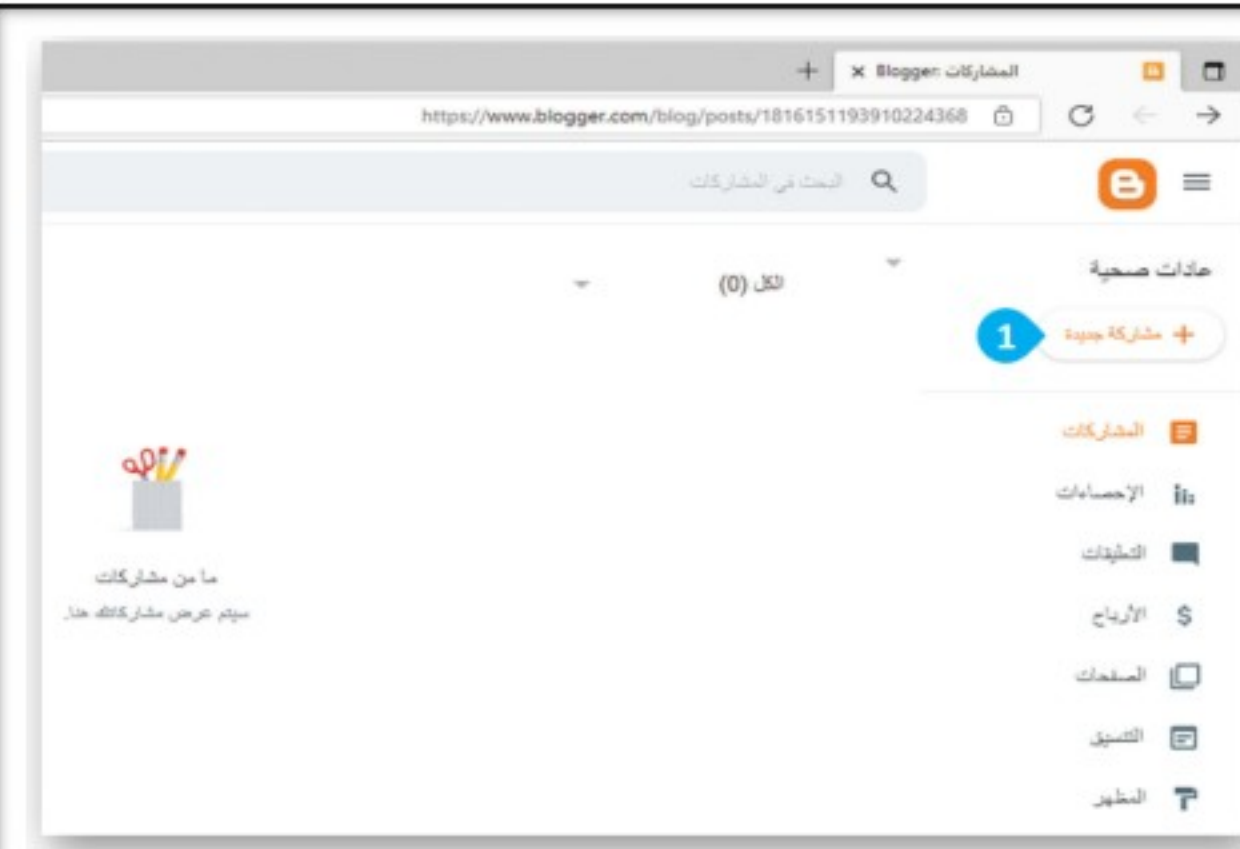 المشاركات :Blogger
https://www.blogger.com/blog/posts/1816151193910224368
البحث في المشاركات
عادات صحية
الكل (0)
مشاركة جديدة
1
المشاركات
الإحصاءات
التعليقات
الأرباح
الصفحات
التنسيق
المظهر
ما من مشاركات
سيتم عرض مشاركاتك هنا.